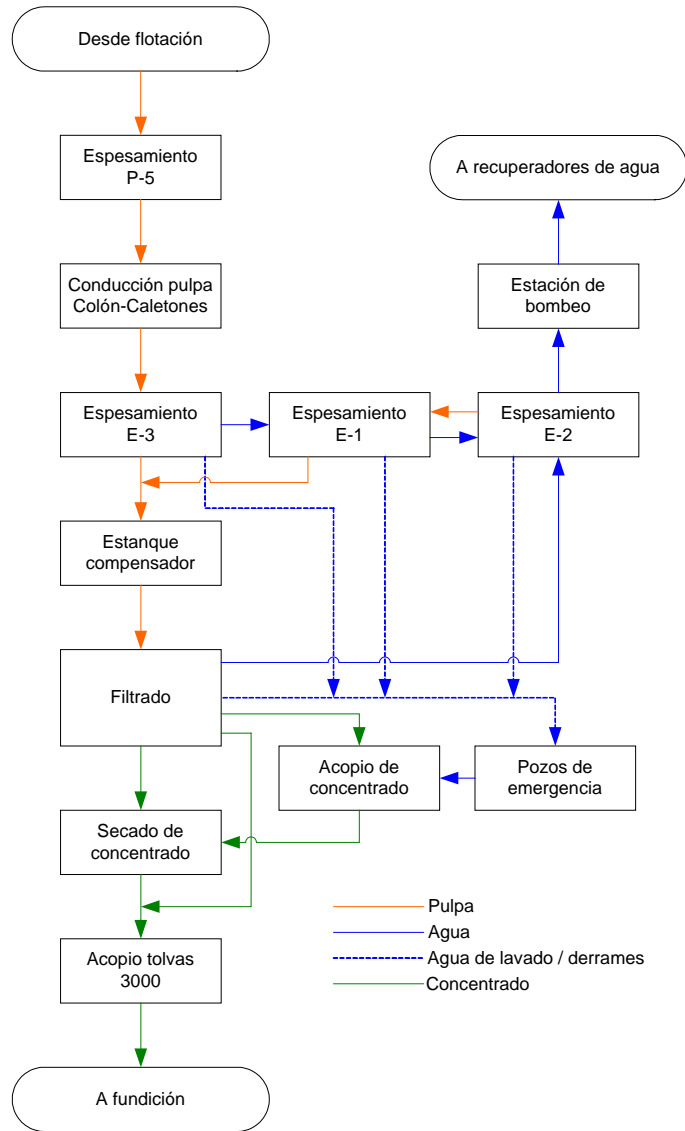 Desde flotación
Espesamiento
P-5
A recuperadores de agua
Conducción pulpa
Colón-Caletones
Estación de
bombeo
Espesamiento
E-3
Espesamiento
E-1
Espesamiento
E-2
Estanque
compensador
Filtrado
Acopio de
concentrado
Pozos de
emergencia
Secado de
concentrado
Pulpa
Agua
Agua de lavado / derrames
Concentrado
Acopio tolvas
3000
A fundición